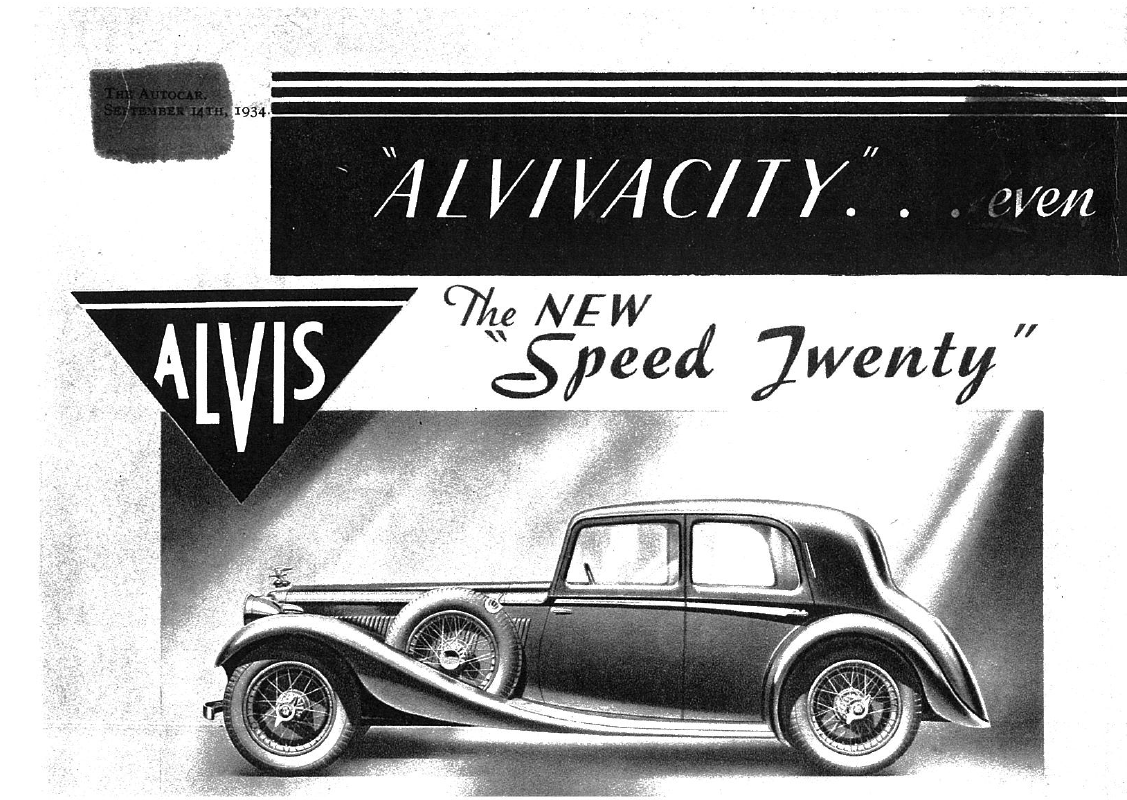 THE AUTOCAR.
SEPTEMBER 14TH, 1934.
"ALVIVACITY". . . even
ALVIS
The NEW
"Speed Twenty"